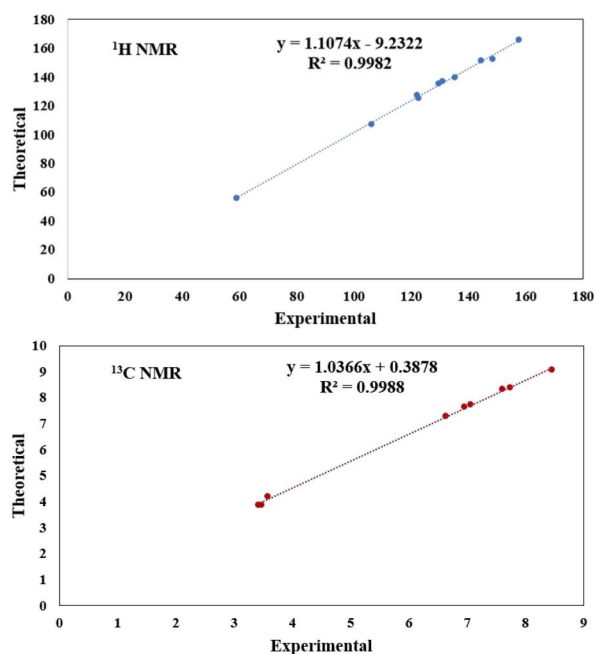 180
160
140
120
100
80
60
40
20
0
Theoretical
¹H NMR
y = 1.1074x - 9.2322
R² = 0.9982
0 20 40 60 80 100 120 140 160 180
Experimental
10
9
8
7
6
5
4
3
2
1
0
Theoretical
¹³C NMR
y = 1.0366x + 0.3878
R² = 0.9988
0 1 2 3 4 5 6 7 8 9
Experimental